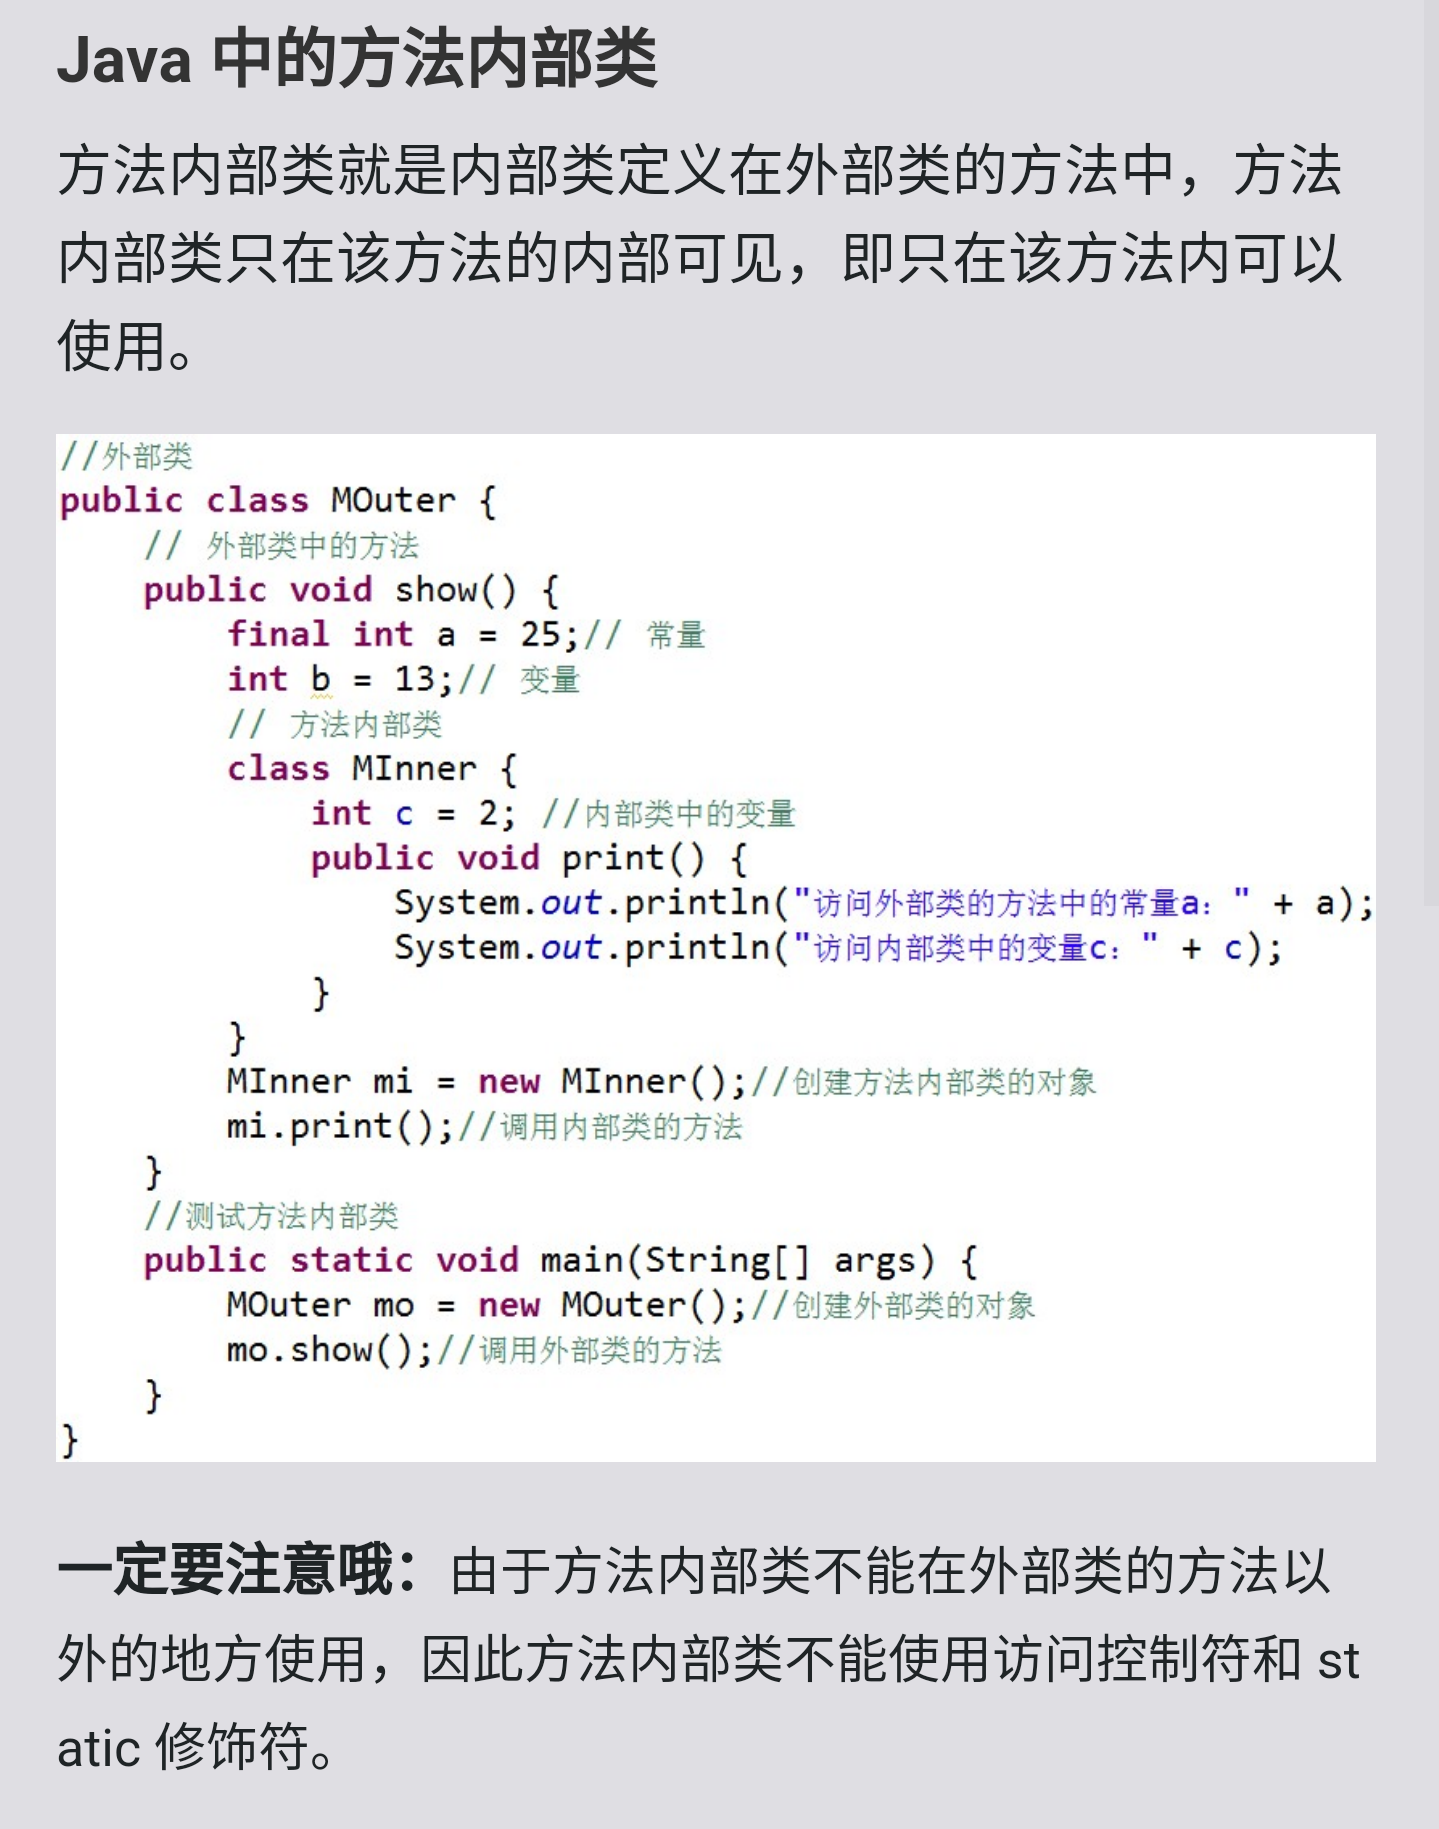 Java 中的方法内部类
方法内部类就是内部类定义在外部类的方法中，方法
内部类只在该方法的内部可见，即只在该方法内可以
使用。
//外部类
public class MOuter {
    // 外部类中的方法
    public void show() {
        final int a = 25;// 常量
        int b = 13;// 变量
        // 方法内部类
        class MInner {
            int c = 2; //内部类中的变量
            public void print() {
                System.out.println("访问外部类的方法中的常量a：" + a);
                System.out.println("访问内部类中的变量c：" + c);
            }
        }
        MInner mi = new MInner();//创建方法内部类的对象
        mi.print();//调用内部类的方法
    }
    //测试方法内部类
    public static void main(String[] args) {
        MOuter mo = new MOuter();//创建外部类的对象
        mo.show();//调用外部类的方法
    }
}
一定要注意哦：由于方法内部类不能在外部类的方法以
外的地方使用，因此方法内部类不能使用访问控制符和 st
atic 修饰符。